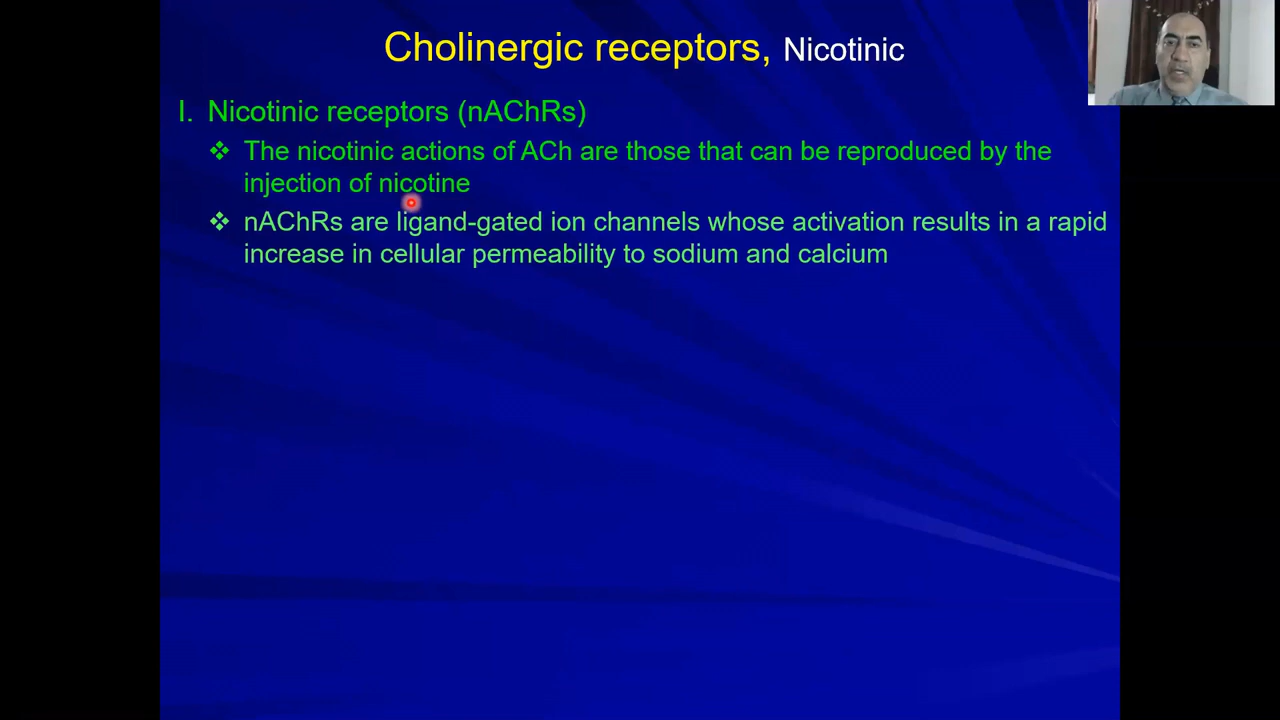 Cholinergic receptors, Nicotinic
I. Nicotinic receptors (nAChRs)
❖ The nicotinic actions of ACh are those that can be reproduced by the
injection of nicotine
❖ nAChRs are ligand-gated ion channels whose activation results in a rapid
increase in cellular permeability to sodium and calcium